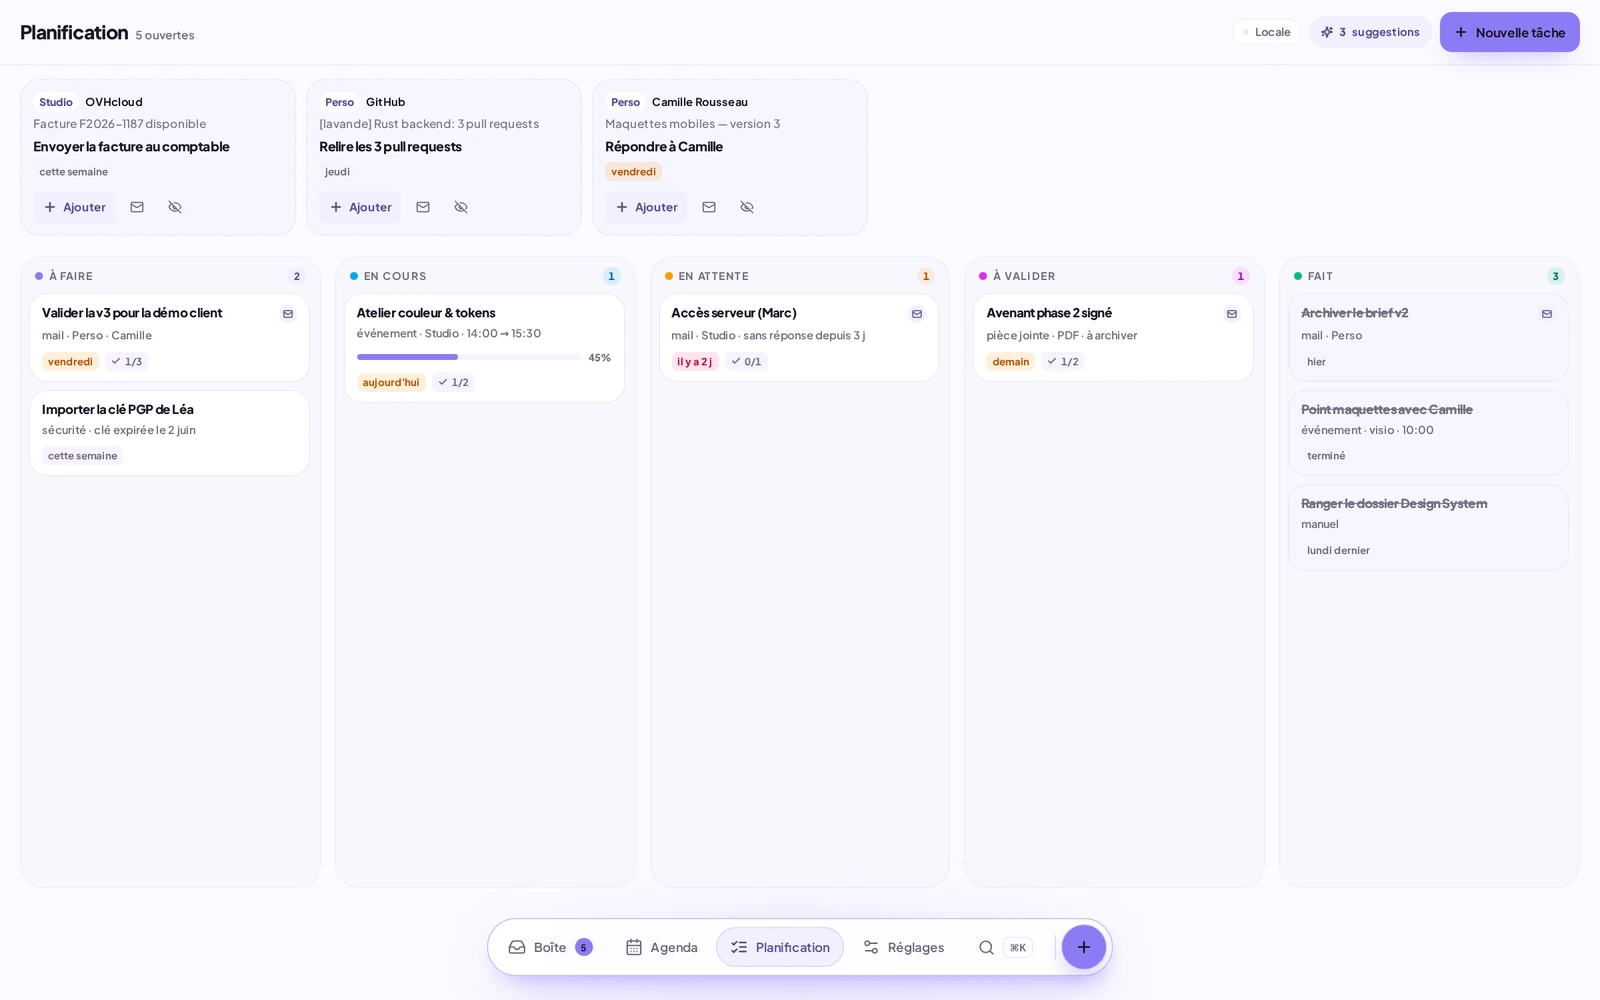 Planification 5 ouvertes
Locale
3 suggestions
Nouvelle tâche
Studio OVHcloud
Facture F2026-1187 disponible
Envoyer la facture au comptable
cette semaine
Ajouter
Perso GitHub
[lavande] Rust backend: 3 pull requests
Relire les 3 pull requests
jeudi
Ajouter
Perso Camille Rousseau
Maquettes mobiles — version 3
Répondre à Camille
vendredi
Ajouter
À FAIRE 2
Valider la v3 pour la démo client
mail · Perso · Camille
vendredi 1/3
Importer la clé PGP de Léa
sécurité · clé expirée le 2 juin
cette semaine
EN COURS 1
Atelier couleur & tokens
événement · Studio · 14:00 → 15:30
45%
aujourd'hui 1/2
EN ATTENTE 1
Accès serveur (Marc)
mail · Studio · sans réponse depuis 3 j
il y a 2 j 0/1
À VALIDER 1
Avenant phase 2 signé
pièce jointe · PDF · à archiver
demain 1/2
FAIT 3
Archiver le brief v2
mail · Perso
hier
Point maquettes avec Camille
événement · visio · 10:00
terminé
Ranger le dossier Design System
manuel
lundi dernier
Boîte 5
Agenda
Planification
Réglages
⌘K